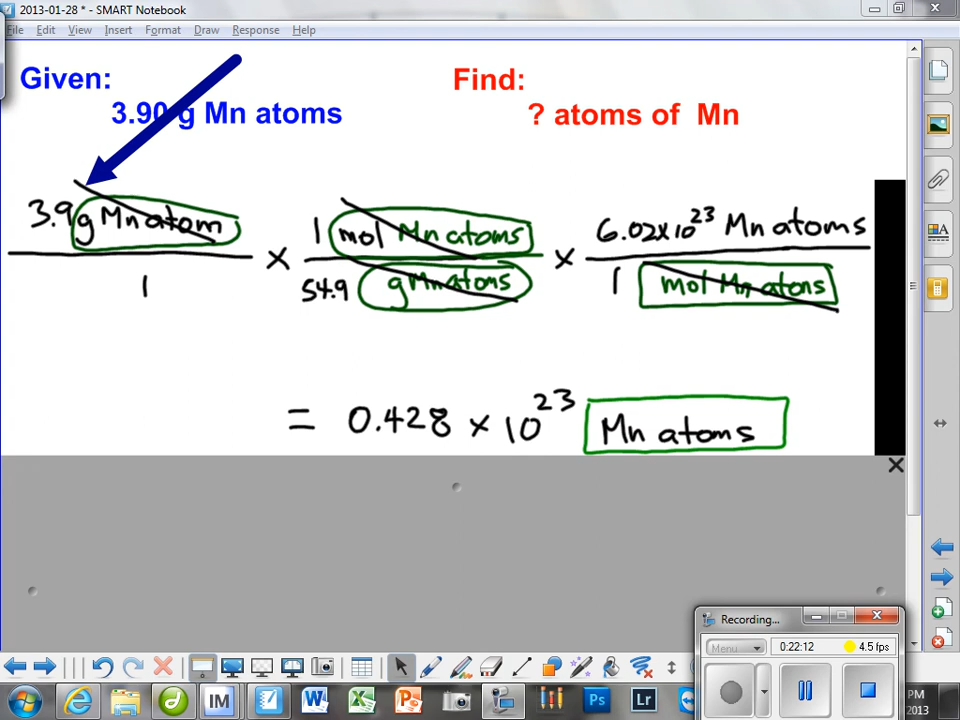 2013-01-28 * - SMART Notebook
File Edit View Insert Format Draw Response Help
Given:
3.90 g Mn atoms
Find:
? atoms of Mn
3.9 g Mn atom × 1 mol Mn atoms × 6.02x10²³ Mn atoms
1 54.9 g Mn atoms 1 mol Mn atoms
= 0.428 × 10²³ Mn atoms
Recording...
Menu 0:22:12 4.5 fps
PM
2013